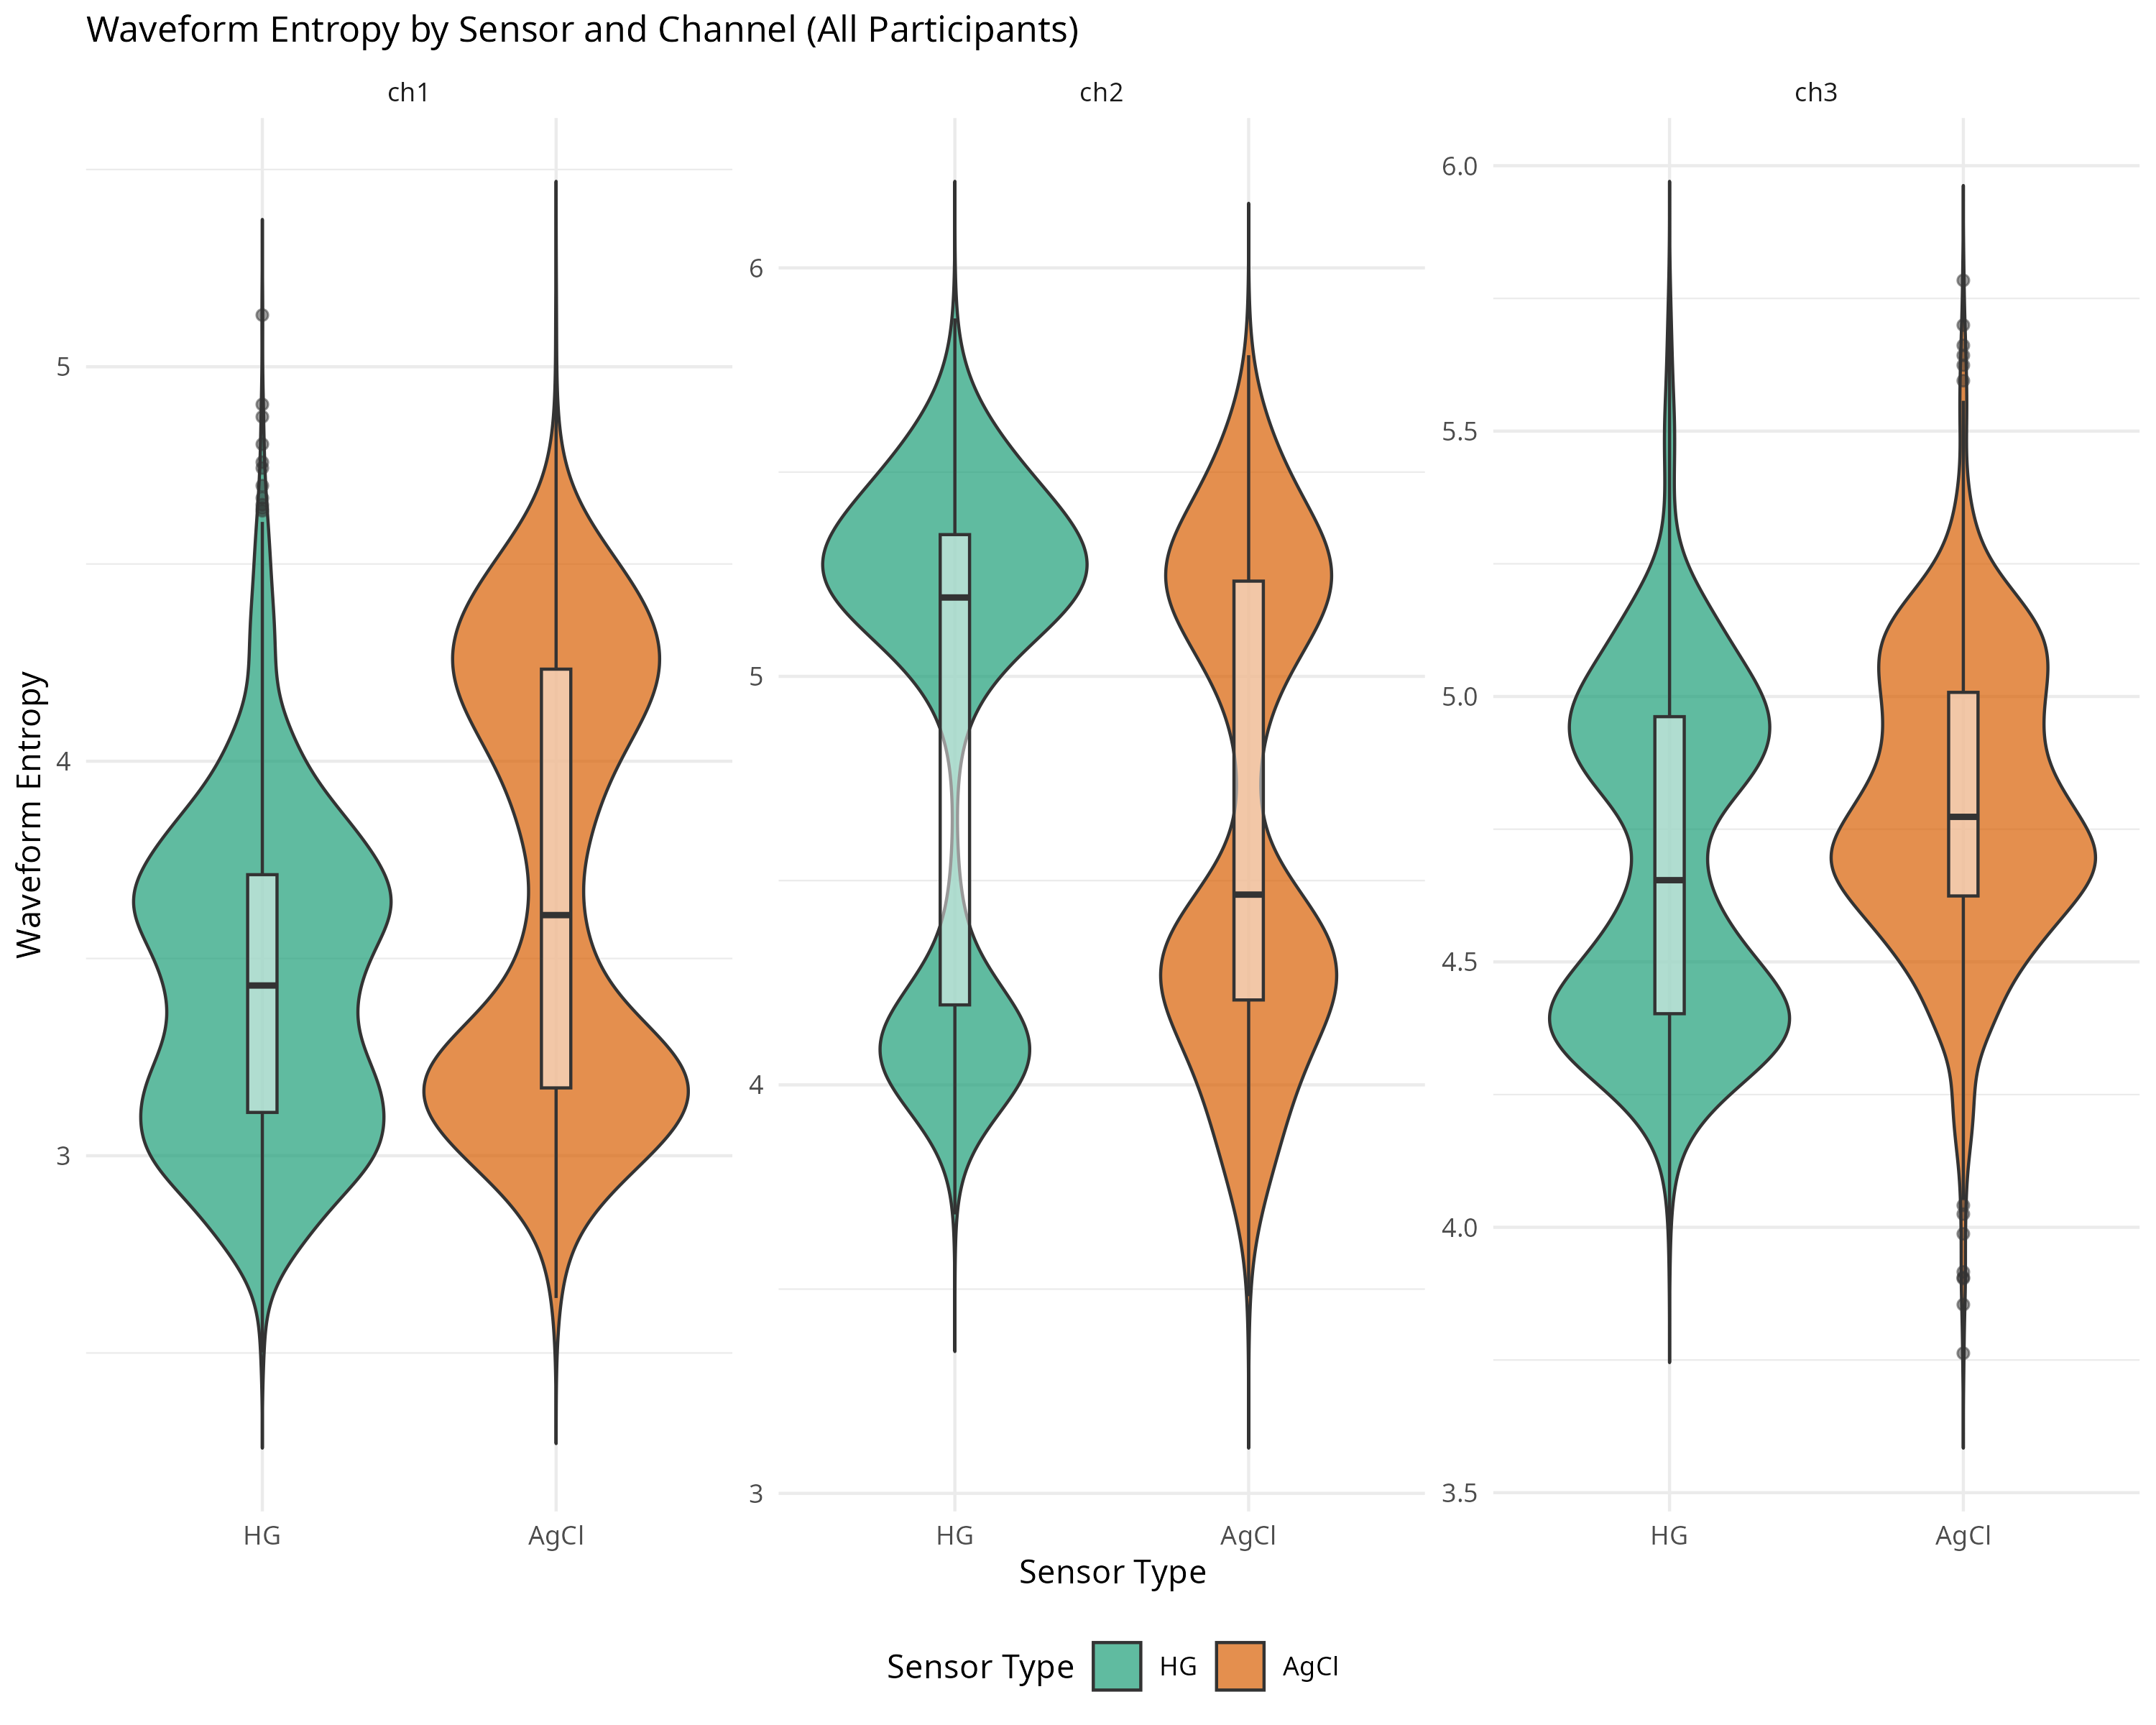 Waveform Entropy by Sensor and Channel (All Participants)
ch1
ch2
ch3
Waveform Entropy
5
4
3
6
5
4
3
6.0
5.5
5.0
4.5
4.0
3.5
HG
AgCl
HG
AgCl
HG
AgCl
Sensor Type
Sensor Type
HG
AgCl